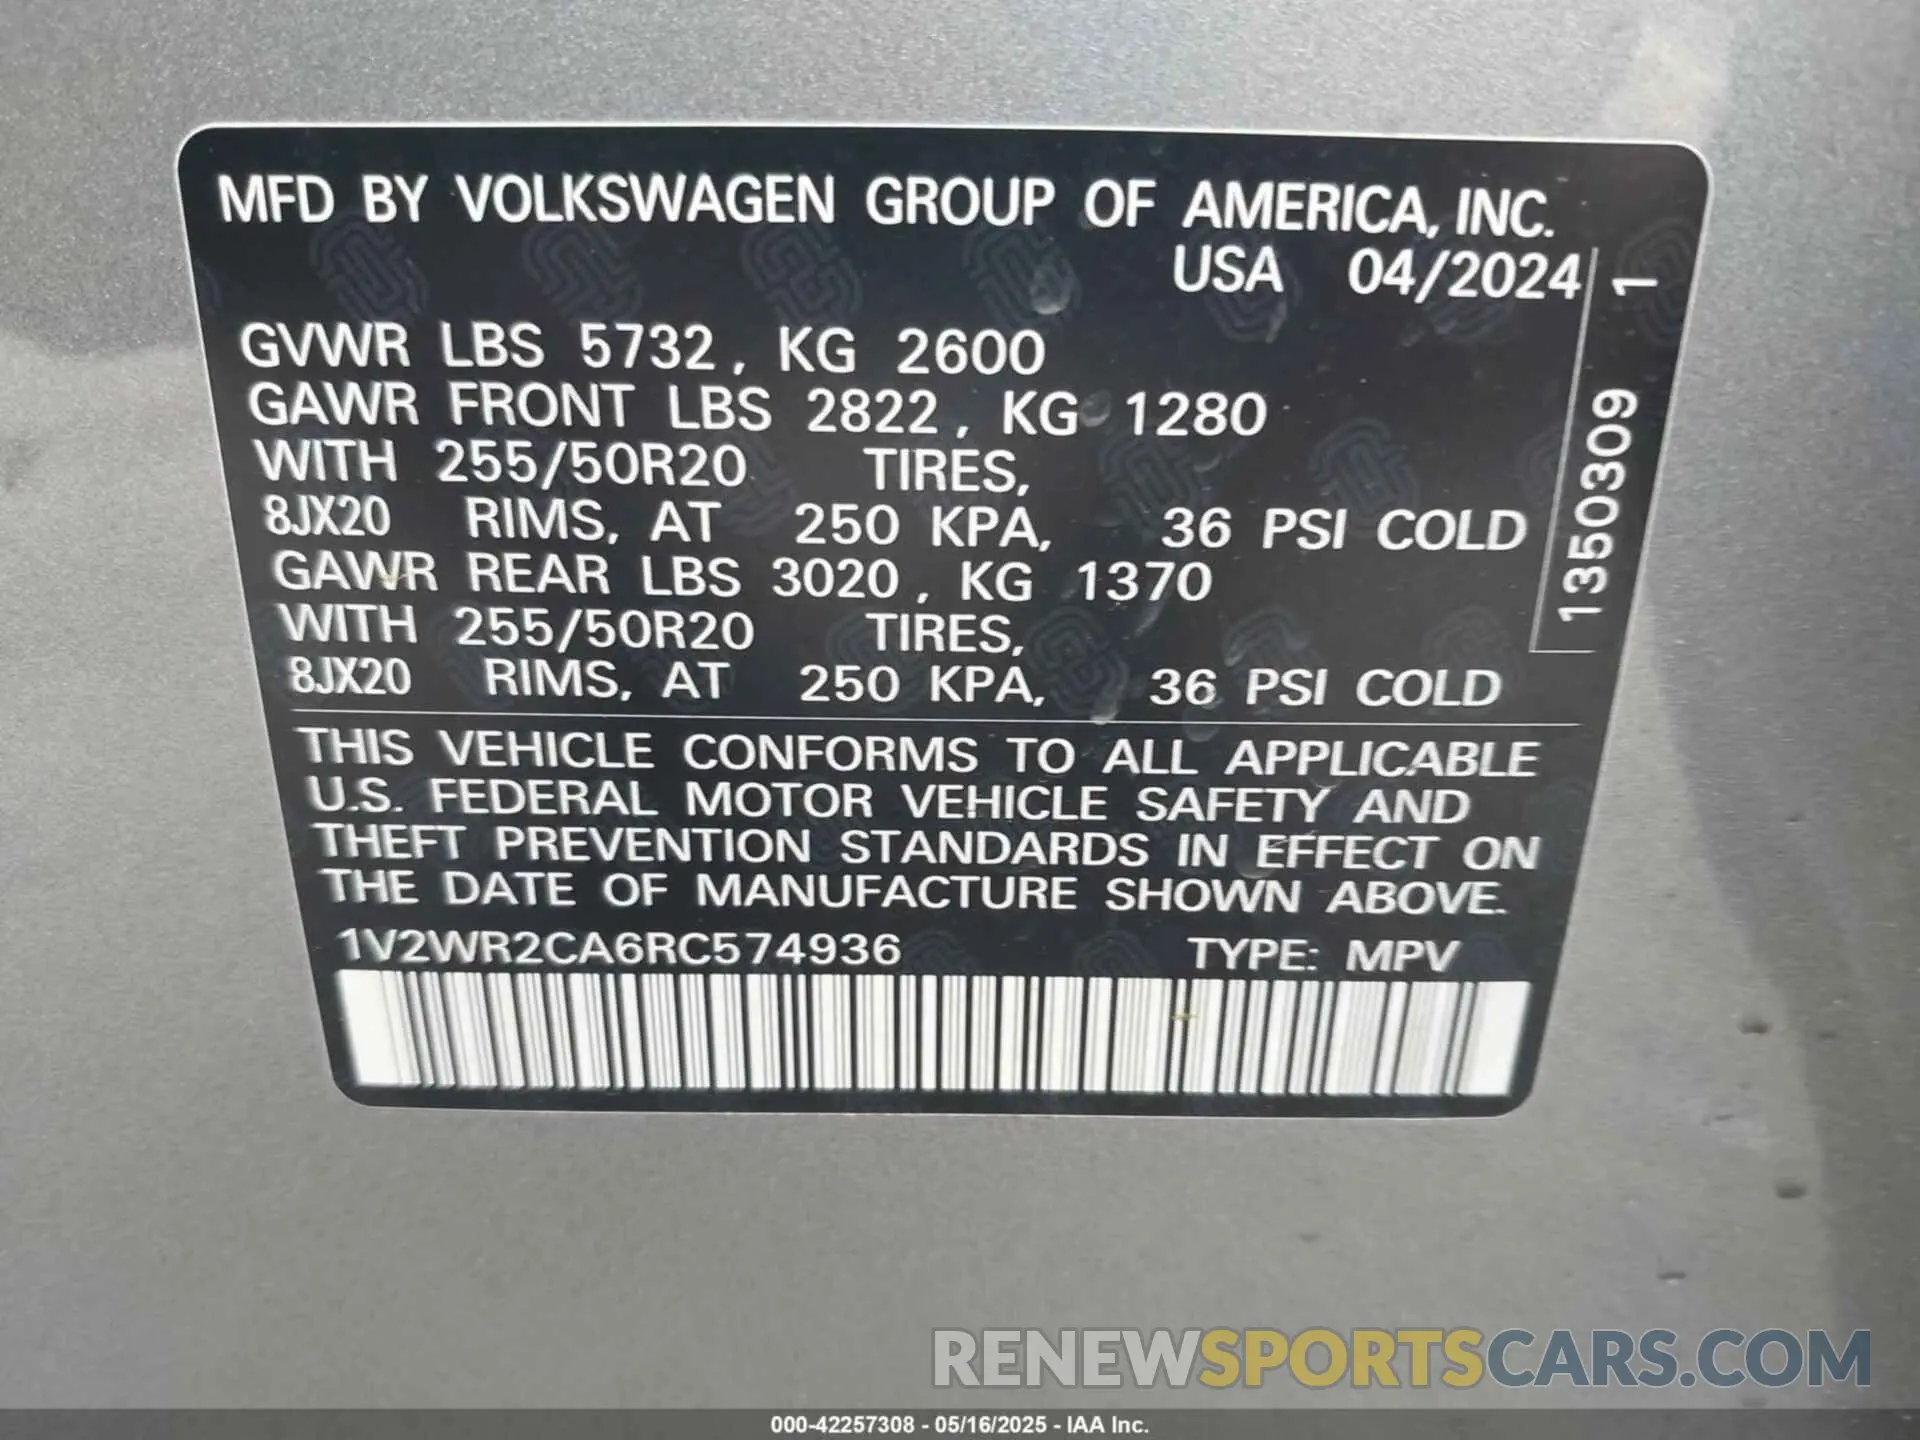 MFD BY VOLKSWAGEN GROUP OF AMERICA, INC.
USA 04/2024
GVWR LBS 5732, KG 2600
GAWR FRONT LBS 2822, KG 1280
WITH 255/50R20 TIRES,
8JX20 RIMS, AT 250 KPA, 36 PSI COLD
GAWR REAR LBS 3020, KG 1370
WITH 255/50R20 TIRES,
8JX20 RIMS, AT 250 KPA, 36 PSI COLD
1350309 1
THIS VEHICLE CONFORMS TO ALL APPLICABLE
U.S. FEDERAL MOTOR VEHICLE SAFETY AND
THEFT PREVENTION STANDARDS IN EFFECT ON
THE DATE OF MANUFACTURE SHOWN ABOVE.
1V2WR2CA6RC574936 TYPE: MPV
RENEWSPORTSCARS.COM
000-42257308 - 05/16/2025 - IAA Inc.